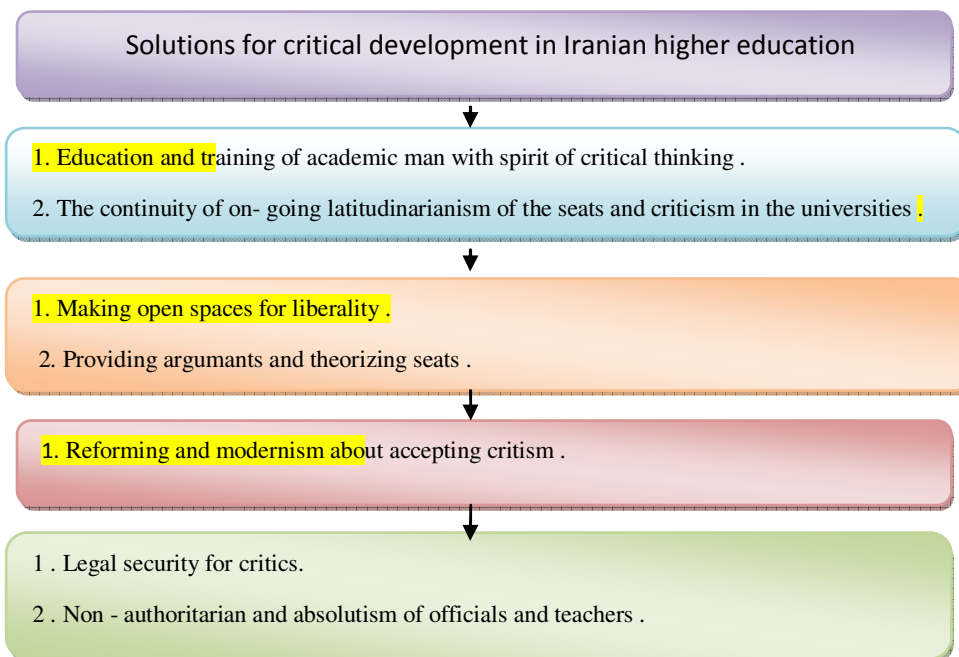 Solutions for critical development in Iranian higher education
1. Education and training of academic man with spirit of critical thinking .
2. The continuity of on- going latitudinarianism of the seats and criticism in the universities .
1. Making open spaces for liberality .
2. Providing argumants and theorizing seats .
1. Reforming and modernism about accepting critism .
1 . Legal security for critics.
2 . Non - authoritarian and absolutism of officials and teachers .